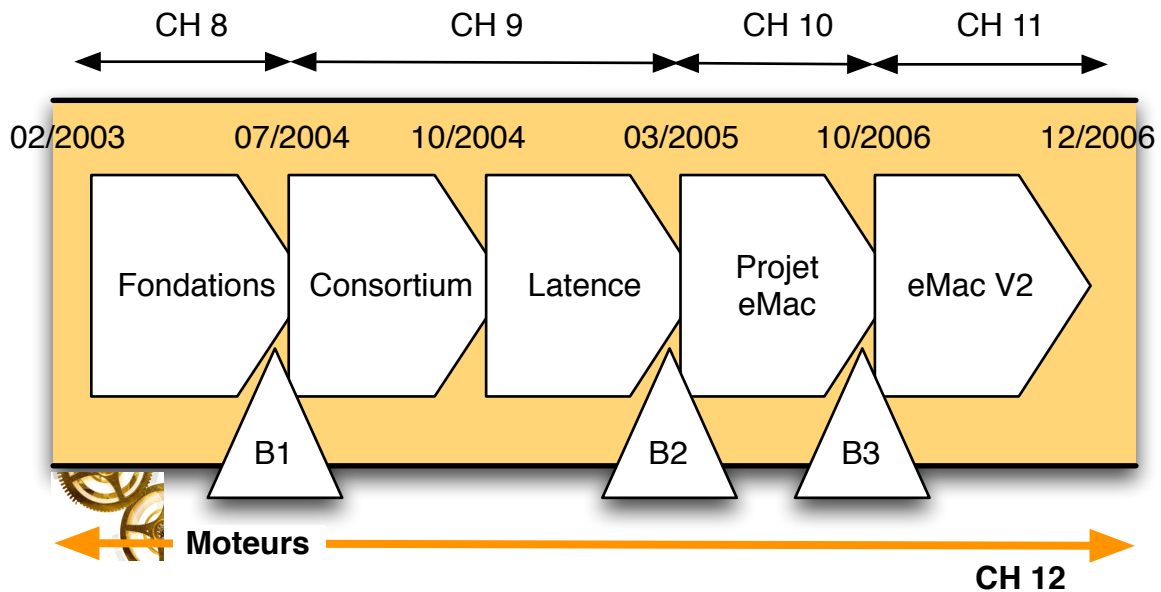 CH 8 CH 9 CH 10 CH 11
02/2003 07/2004 10/2004 03/2005 10/2006 12/2006
Fondations
Consortium
Latence
Projet
eMac
eMac V2
B1 B2 B3
Moteurs
CH 12